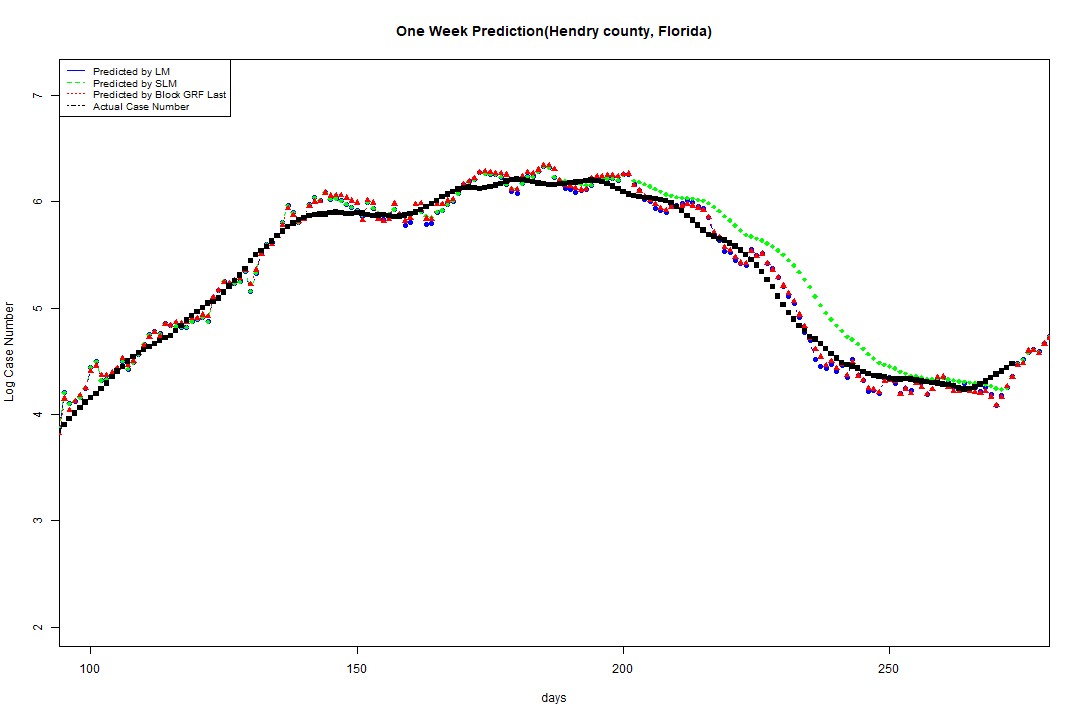 One Week Prediction(Hendry county, Florida)
Predicted by LM
Predicted by SLM
Predicted by Block GRF Last
Actual Case Number
7
6
5
4
3
2
Log Case Number
100 150 200 250
days